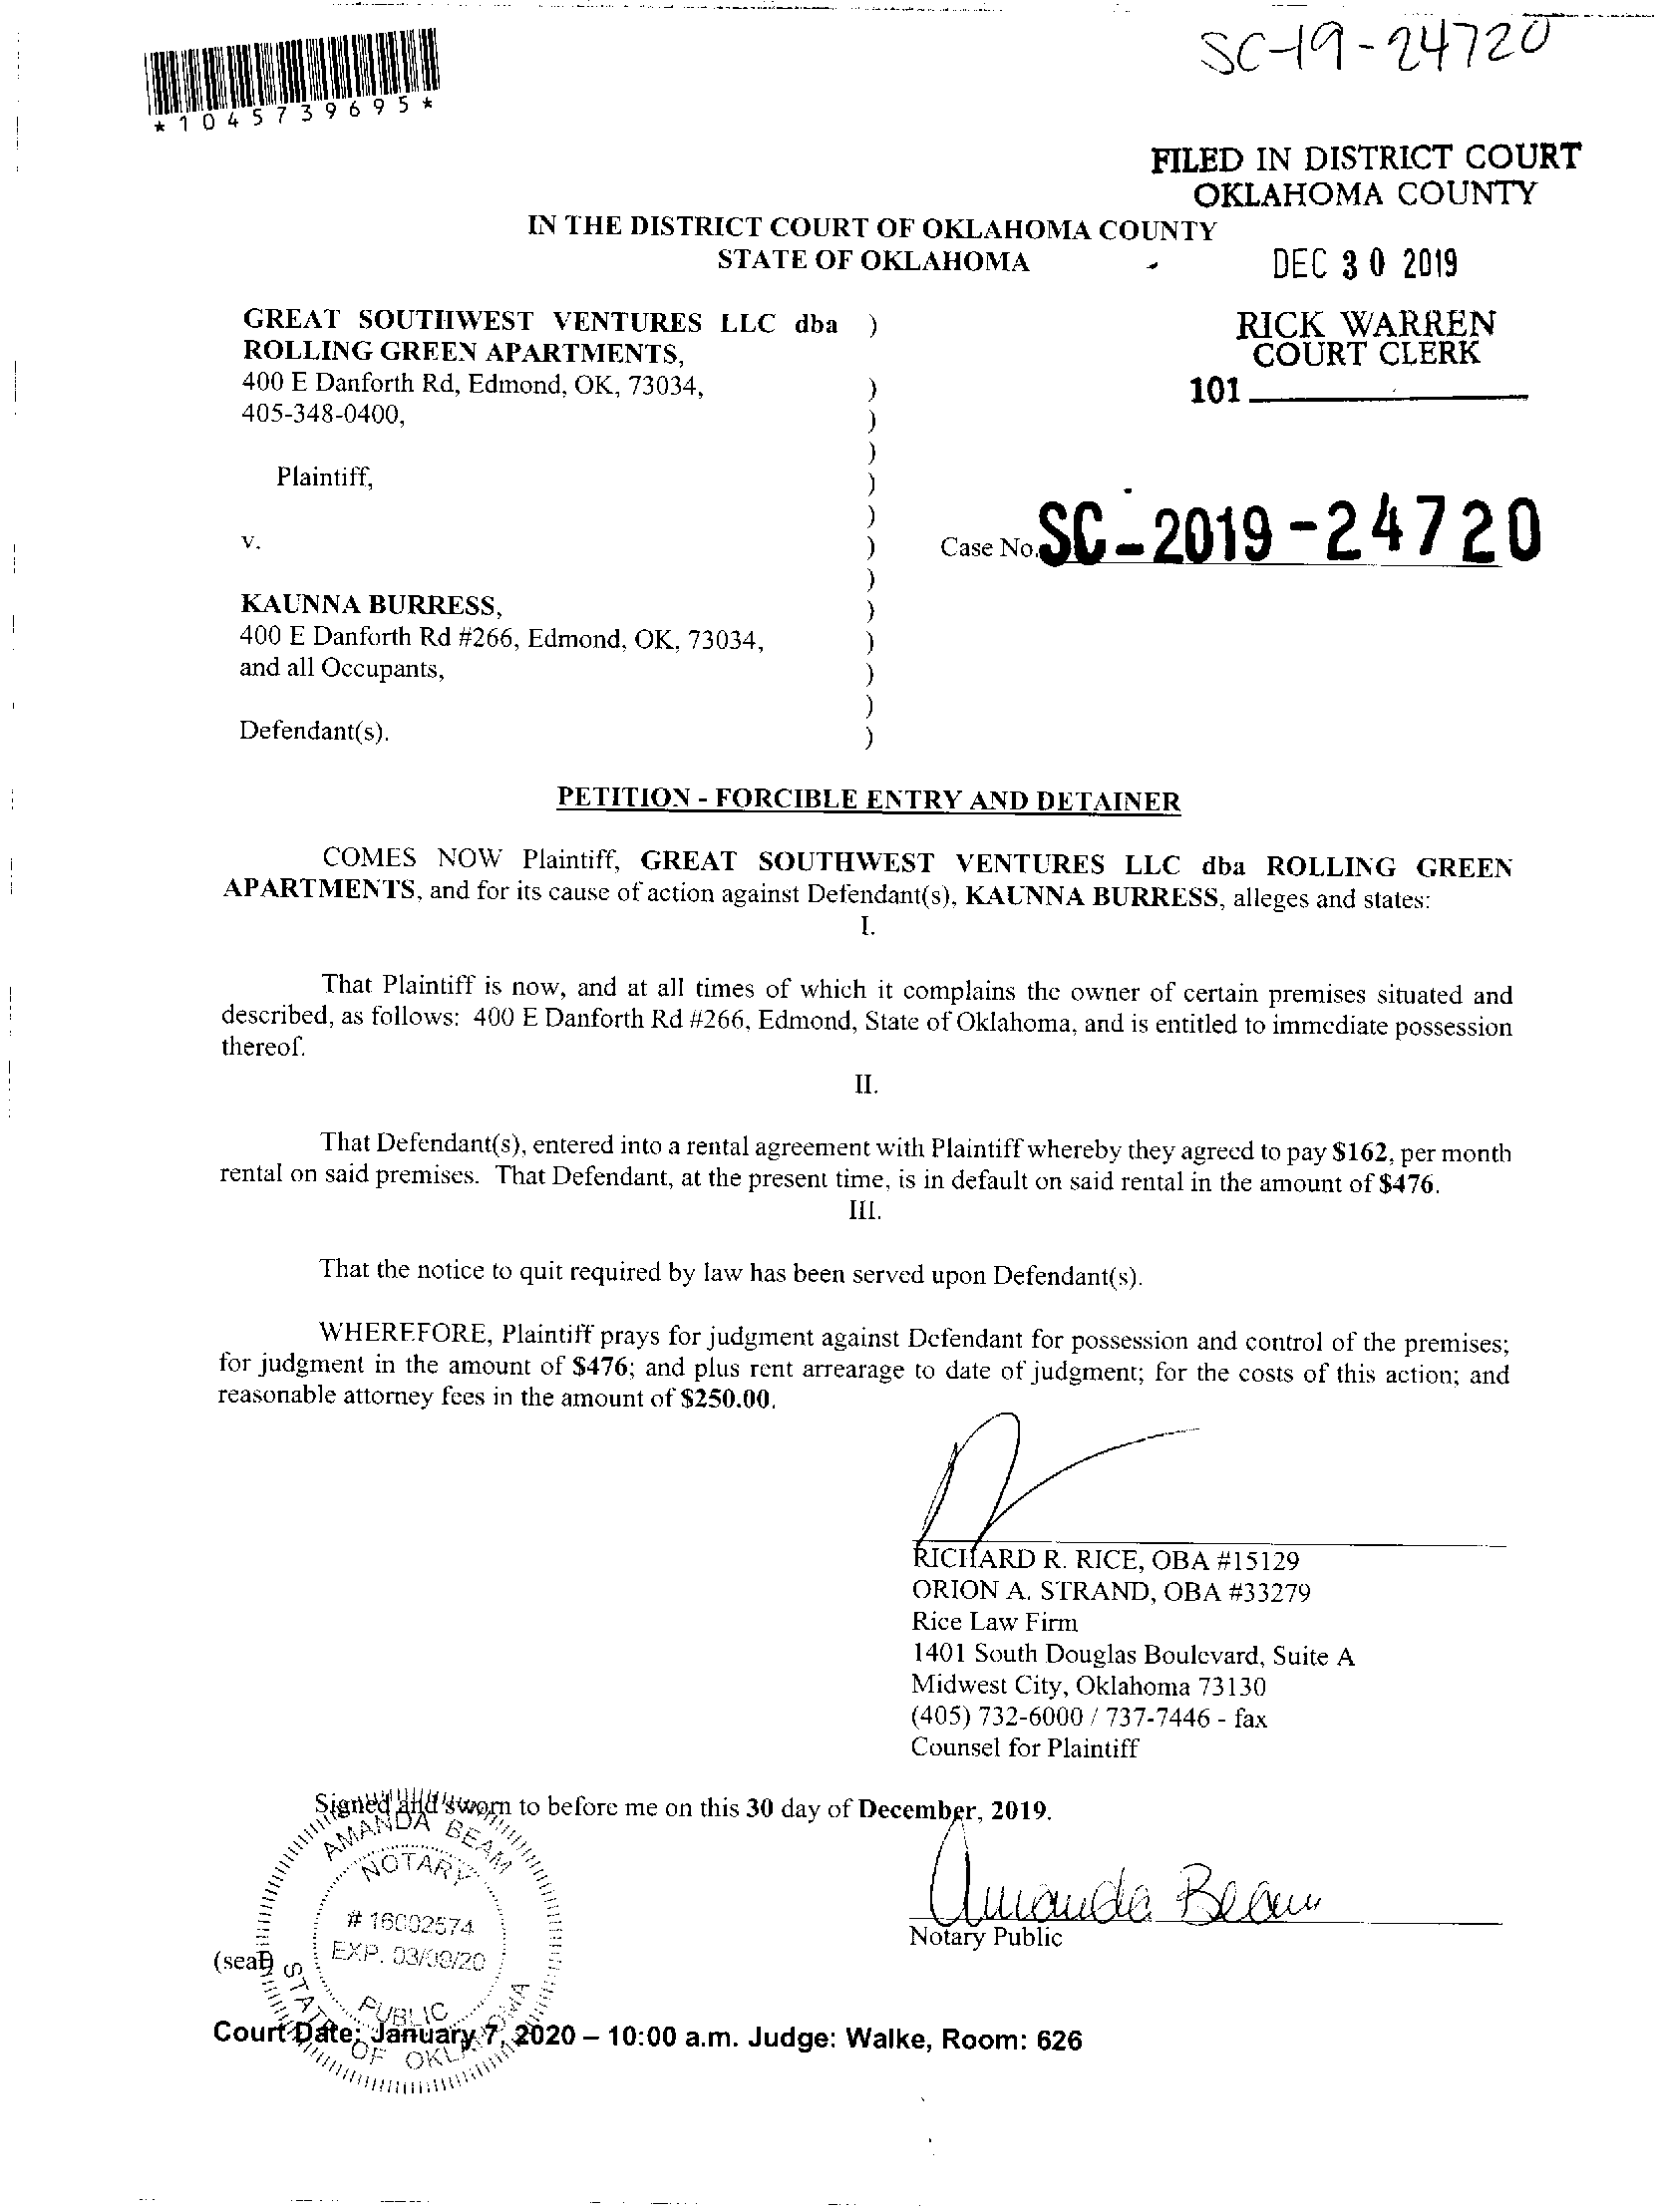 SC-19-24720
*1045739695*
FILED IN DISTRICT COURT
OKLAHOMA COUNTY
IN THE DISTRICT COURT OF OKLAHOMA COUNTY
STATE OF OKLAHOMA
DEC 30 2019
GREAT SOUTHWEST VENTURES LLC dba )
ROLLING GREEN APARTMENTS,
400 E Danforth Rd, Edmond, OK, 73034, )
405-348-0400, )
)
Plaintiff, )
)
v. )
)
KAUNNA BURRESS, )
400 E Danforth Rd #266, Edmond, OK, 73034, )
and all Occupants, )
)
Defendant(s). )
RICK WARREN
COURT CLERK
101
Case No. SC-2019-24720
PETITION - FORCIBLE ENTRY AND DETAINER
COMES NOW Plaintiff, GREAT SOUTHWEST VENTURES LLC dba ROLLING GREEN
APARTMENTS, and for its cause of action against Defendant(s), KAUNNA BURRESS, alleges and states:
I.
That Plaintiff is now, and at all times of which it complains the owner of certain premises situated and
described, as follows: 400 E Danforth Rd #266, Edmond, State of Oklahoma, and is entitled to immediate possession
thereof.
II.
That Defendant(s), entered into a rental agreement with Plaintiff whereby they agreed to pay $162, per month
rental on said premises. That Defendant, at the present time, is in default on said rental in the amount of $476.
III.
That the notice to quit required by law has been served upon Defendant(s).
WHEREFORE, Plaintiff prays for judgment against Defendant for possession and control of the premises;
for judgment in the amount of $476; and plus rent arrearage to date of judgment; for the costs of this action; and
reasonable attorney fees in the amount of $250.00.
RICHARD R. RICE, OBA #15129
ORION A. STRAND, OBA #33279
Rice Law Firm
1401 South Douglas Boulevard, Suite A
Midwest City, Oklahoma 73130
(405) 732-6000 / 737-7446 - fax
Counsel for Plaintiff
Signed and sworn to before me on this 30 day of December, 2019.
AMANDA BEAM
NOTARY
# 16002574
EXP.
PUBLIC
STATE OF OKLAHOMA
Amanda Beam
Notary Public
(seal)
Court Date: January 7, 2020 – 10:00 a.m. Judge: Walke, Room: 626